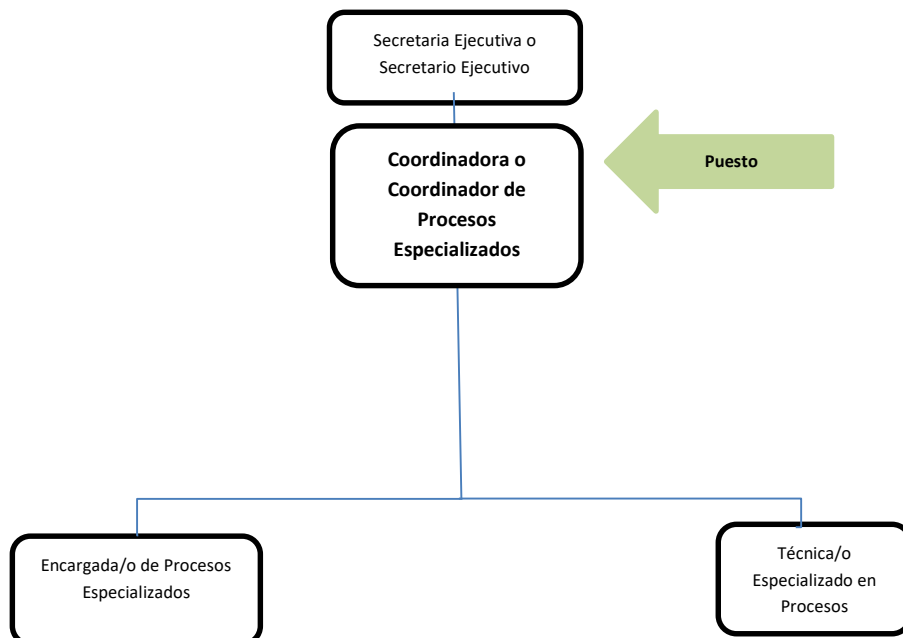 Secretaria Ejecutiva o
Secretario Ejecutivo
Coordinadora o
Coordinador de
Procesos
Especializados
Puesto
Encargada/o de Procesos
Especializados
Técnica/o
Especializado en
Procesos